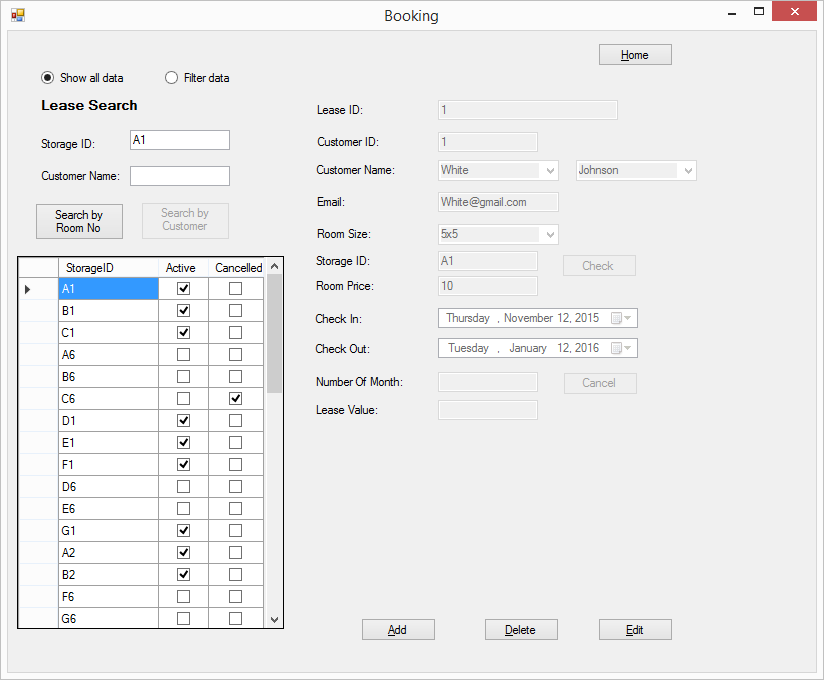 Booking
Home
Show all data
Filter data
Lease Search
Storage ID:
A1
Customer Name:
Search by
Room No
Search by
Customer
StorageID Active Cancelled
A1
B1
C1
A6
B6
C6
D1
E1
F1
D6
E6
G1
A2
B2
F6
G6
Lease ID:
1
Customer ID:
1
Customer Name:
White
Johnson
Email:
White@gmail.com
Room Size:
5x5
Storage ID:
A1
Check
Room Price:
10
Check In:
Thursday , November 12, 2015
Check Out:
Tuesday , January 12, 2016
Number Of Month:
Cancel
Lease Value:
Add
Delete
Edit